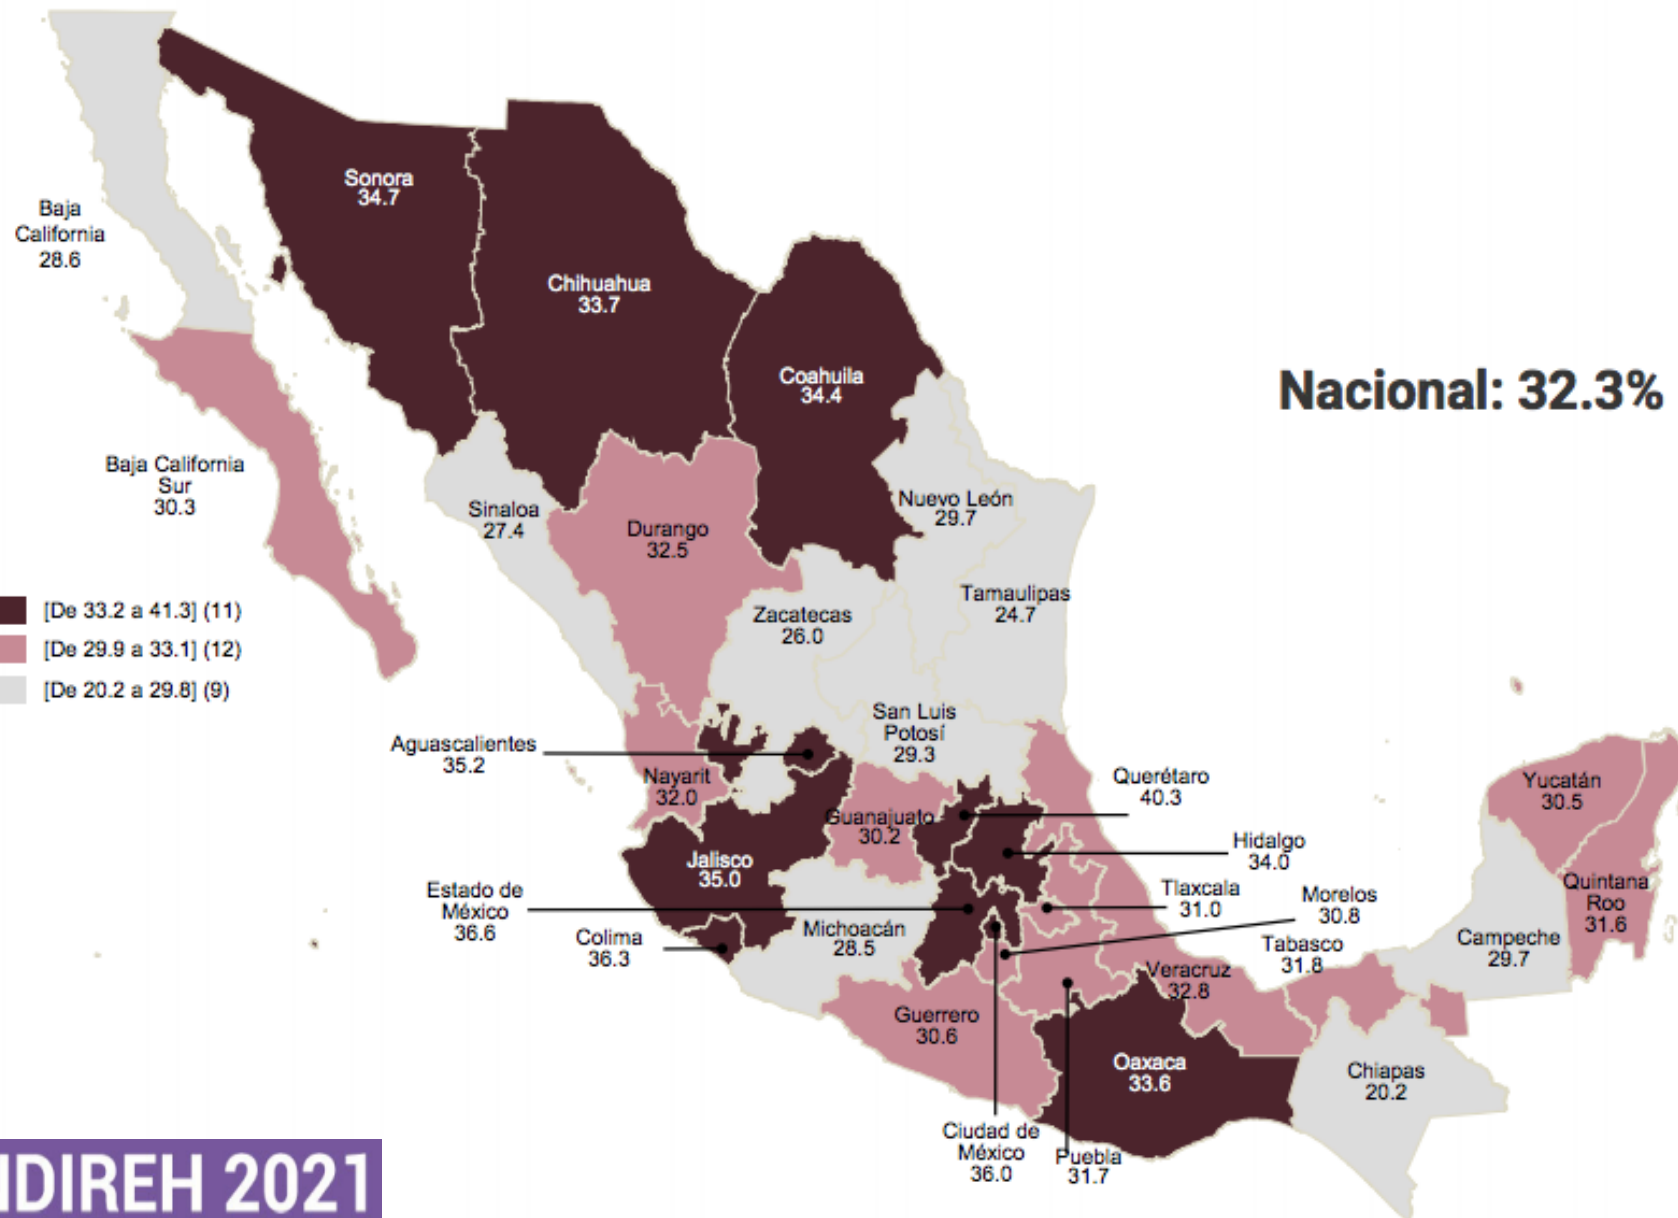 Sonora
34.7
Baja
California
28.6
Chihuahua
33.7
Coahuila
34.4
Nacional: 32.3%
Baja California
Sur
30.3
Sinaloa
27.4
Durango
32.5
Nuevo León
29.7
Tamaulipas
24.7
Zacatecas
26.0
[De 33.2 a 41.3] (11)
[De 29.9 a 33.1] (12)
[De 20.2 a 29.8] (9)
San Luis
Potosí
29.3
Aguascalientes
35.2
Nayarit
32.0
Guanajuato
30.2
Querétaro
40.3
Yucatán
30.5
Hidalgo
34.0
Jalisco
35.0
Estado de
México
36.6
Tlaxcala
31.0
Morelos
30.8
Quintana
Roo
31.6
Colima
36.3
Michoacán
28.5
Veracruz
32.8
Tabasco
31.8
Campeche
29.7
Guerrero
30.6
Oaxaca
33.6
Chiapas
20.2
Ciudad de
México
36.0
Puebla
31.7
NDIREH 2021